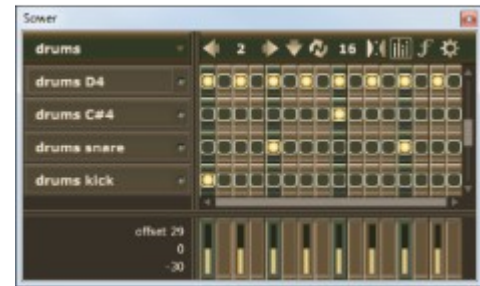 Sower
drums 2 16 f
drums D4
drums C#4
drums snare
drums kick
offset 29
0
-30